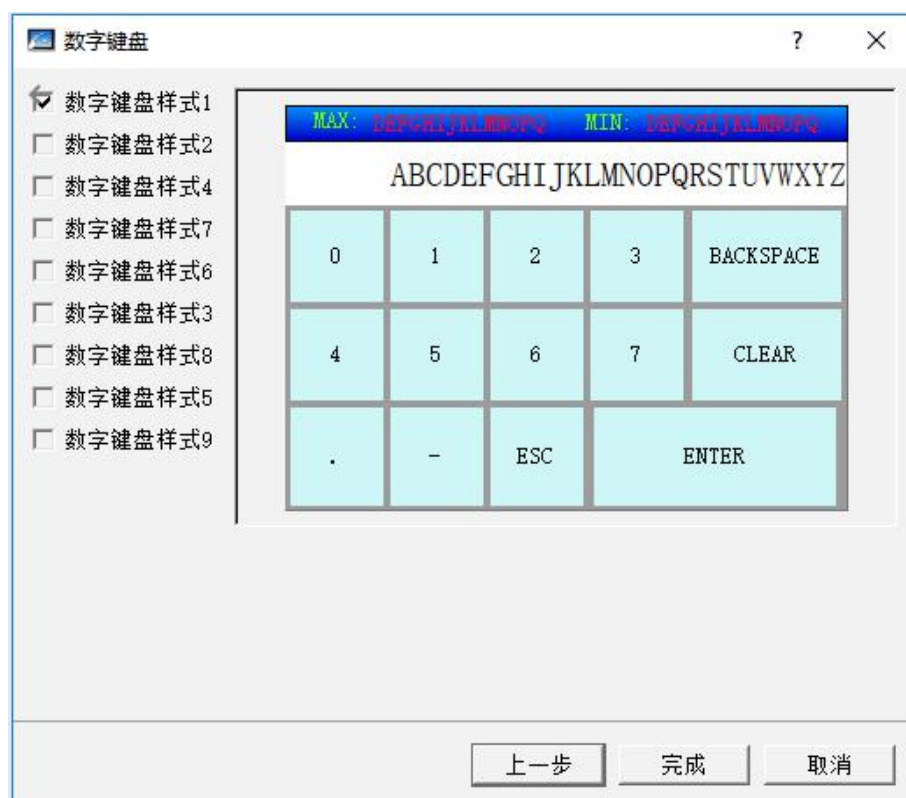 数字键盘 ?
数字键盘样式1
数字键盘样式2
数字键盘样式4
数字键盘样式7
数字键盘样式6
数字键盘样式3
数字键盘样式8
数字键盘样式5
数字键盘样式9
MAX: DEFGHIJKLMNOPQ MIN: DEFGHIJKLMNOPQ
ABCDEFGHIJKLMNOPQRSTUVWXYZ
0 1 2 3 BACKSPACE
4 5 6 7 CLEAR
. - ESC ENTER
上一步 完成 取消